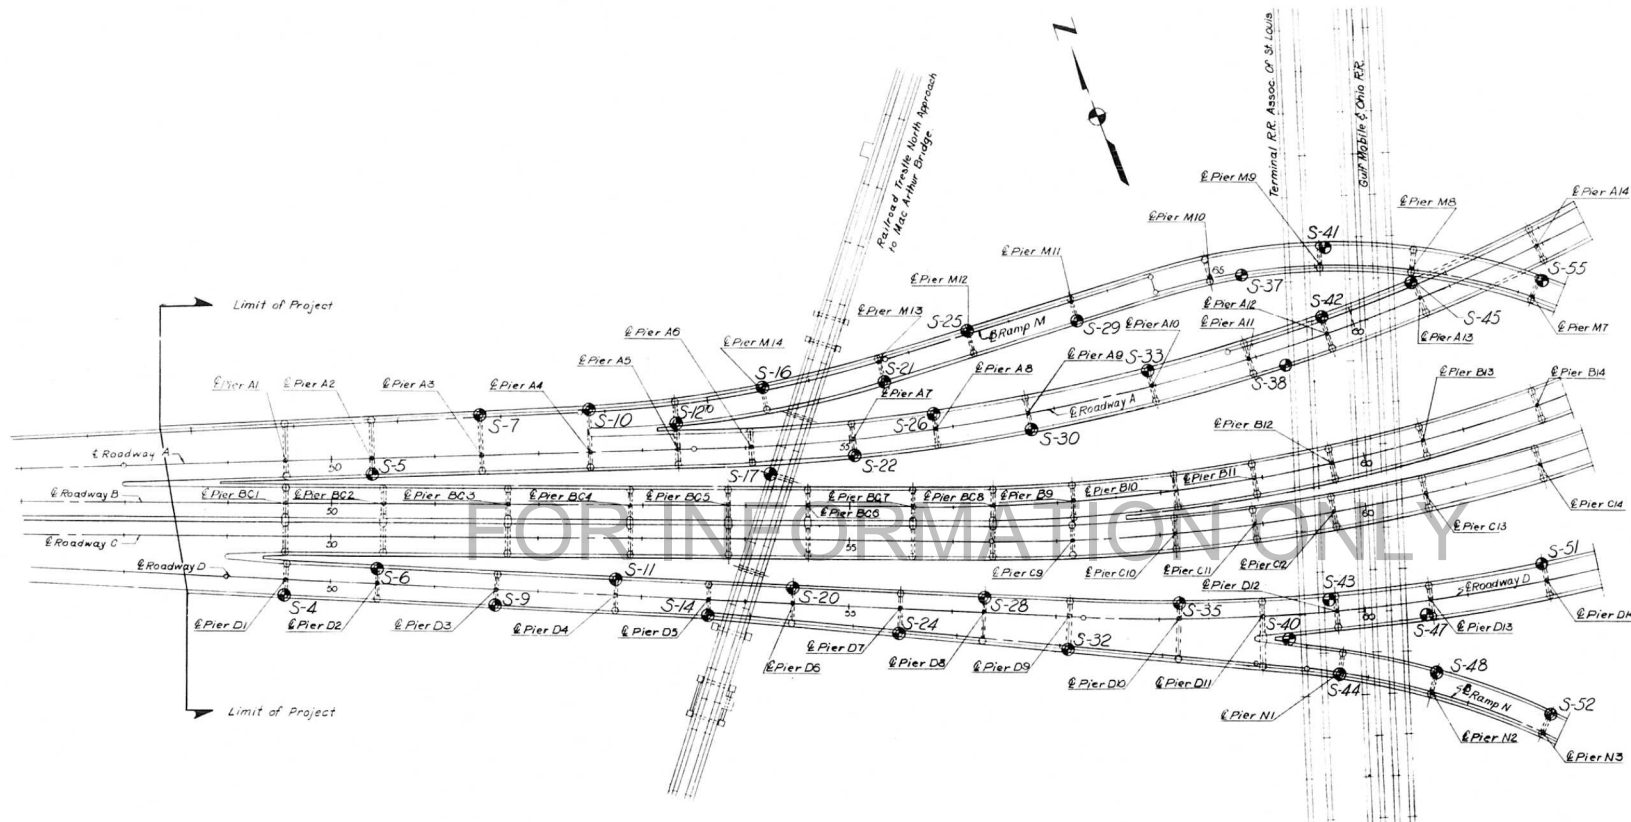 Z
Terminal R.R. Assoc. Of St. Louis
Gulf Mobile & Ohio R.R.
Railroad Trestle North Approach
to Mac Arthur Bridge
℄ Pier M9
℄ Pier M8
℄ Pier A14
℄ Pier M10
S-41
℄ Pier M11
65
S-55
℄ Pier M12
S-37
Limit of Project
℄ Pier A12
S-42
℄ Pier M13
S-25
℄ Ramp M
S-29
℄ Pier A10
℄ Pier A11
S-45
℄ Pier M7
℄ Pier A6
℄ Pier M14
℄ Pier A13
℄ Pier A5
S-33
℄ Pier A9
S-16
S-21
℄ Pier A8
S-38
℄ Pier B13
℄ Pier B14
℄ Pier A1
℄ Pier A2
℄ Pier A3
℄ Pier A4
℄ Pier A7
℄ Roadway A
S-7
S-10
S-12
S-26
S-30
℄ Pier B12
℄ Roadway A
50
S-5
S-17
55
S-22
℄ Roadway B
℄ Pier BC1
℄ Pier BC2
℄ Pier BC3
℄ Pier BC4
℄ Pier BC5
℄ Pier BC7
℄ Pier BC8
℄ Pier B9
℄ Pier B10
℄ Pier B11
℄ Pier C14
50
℄ Pier BC6
60
℄ Pier C13
FOR INFORMATION ONLY
℄ Roadway C
50
55
℄ Roadway D
S-6
S-11
℄ Pier C9
℄ Pier C10
℄ Pier C11
℄ Pier C12
S-51
50
S-20
S-28
S-35
℄ Pier D12
S-43
℄ Roadway D
S-4
S-9
S-14
55
℄ Pier D1
℄ Pier D2
℄ Pier D3
℄ Pier D4
℄ Pier D5
S-24
S-40
S-47
℄ Pier D13
℄ Pier D14
℄ Pier D7
S-32
℄ Pier D6
℄ Pier D8
℄ Pier D9
℄ Pier D10
℄ Pier D11
S-44
S-48
℄ Ramp N
Limit of Project
℄ Pier N1
S-52
℄ Pier N2
℄ Pier N3